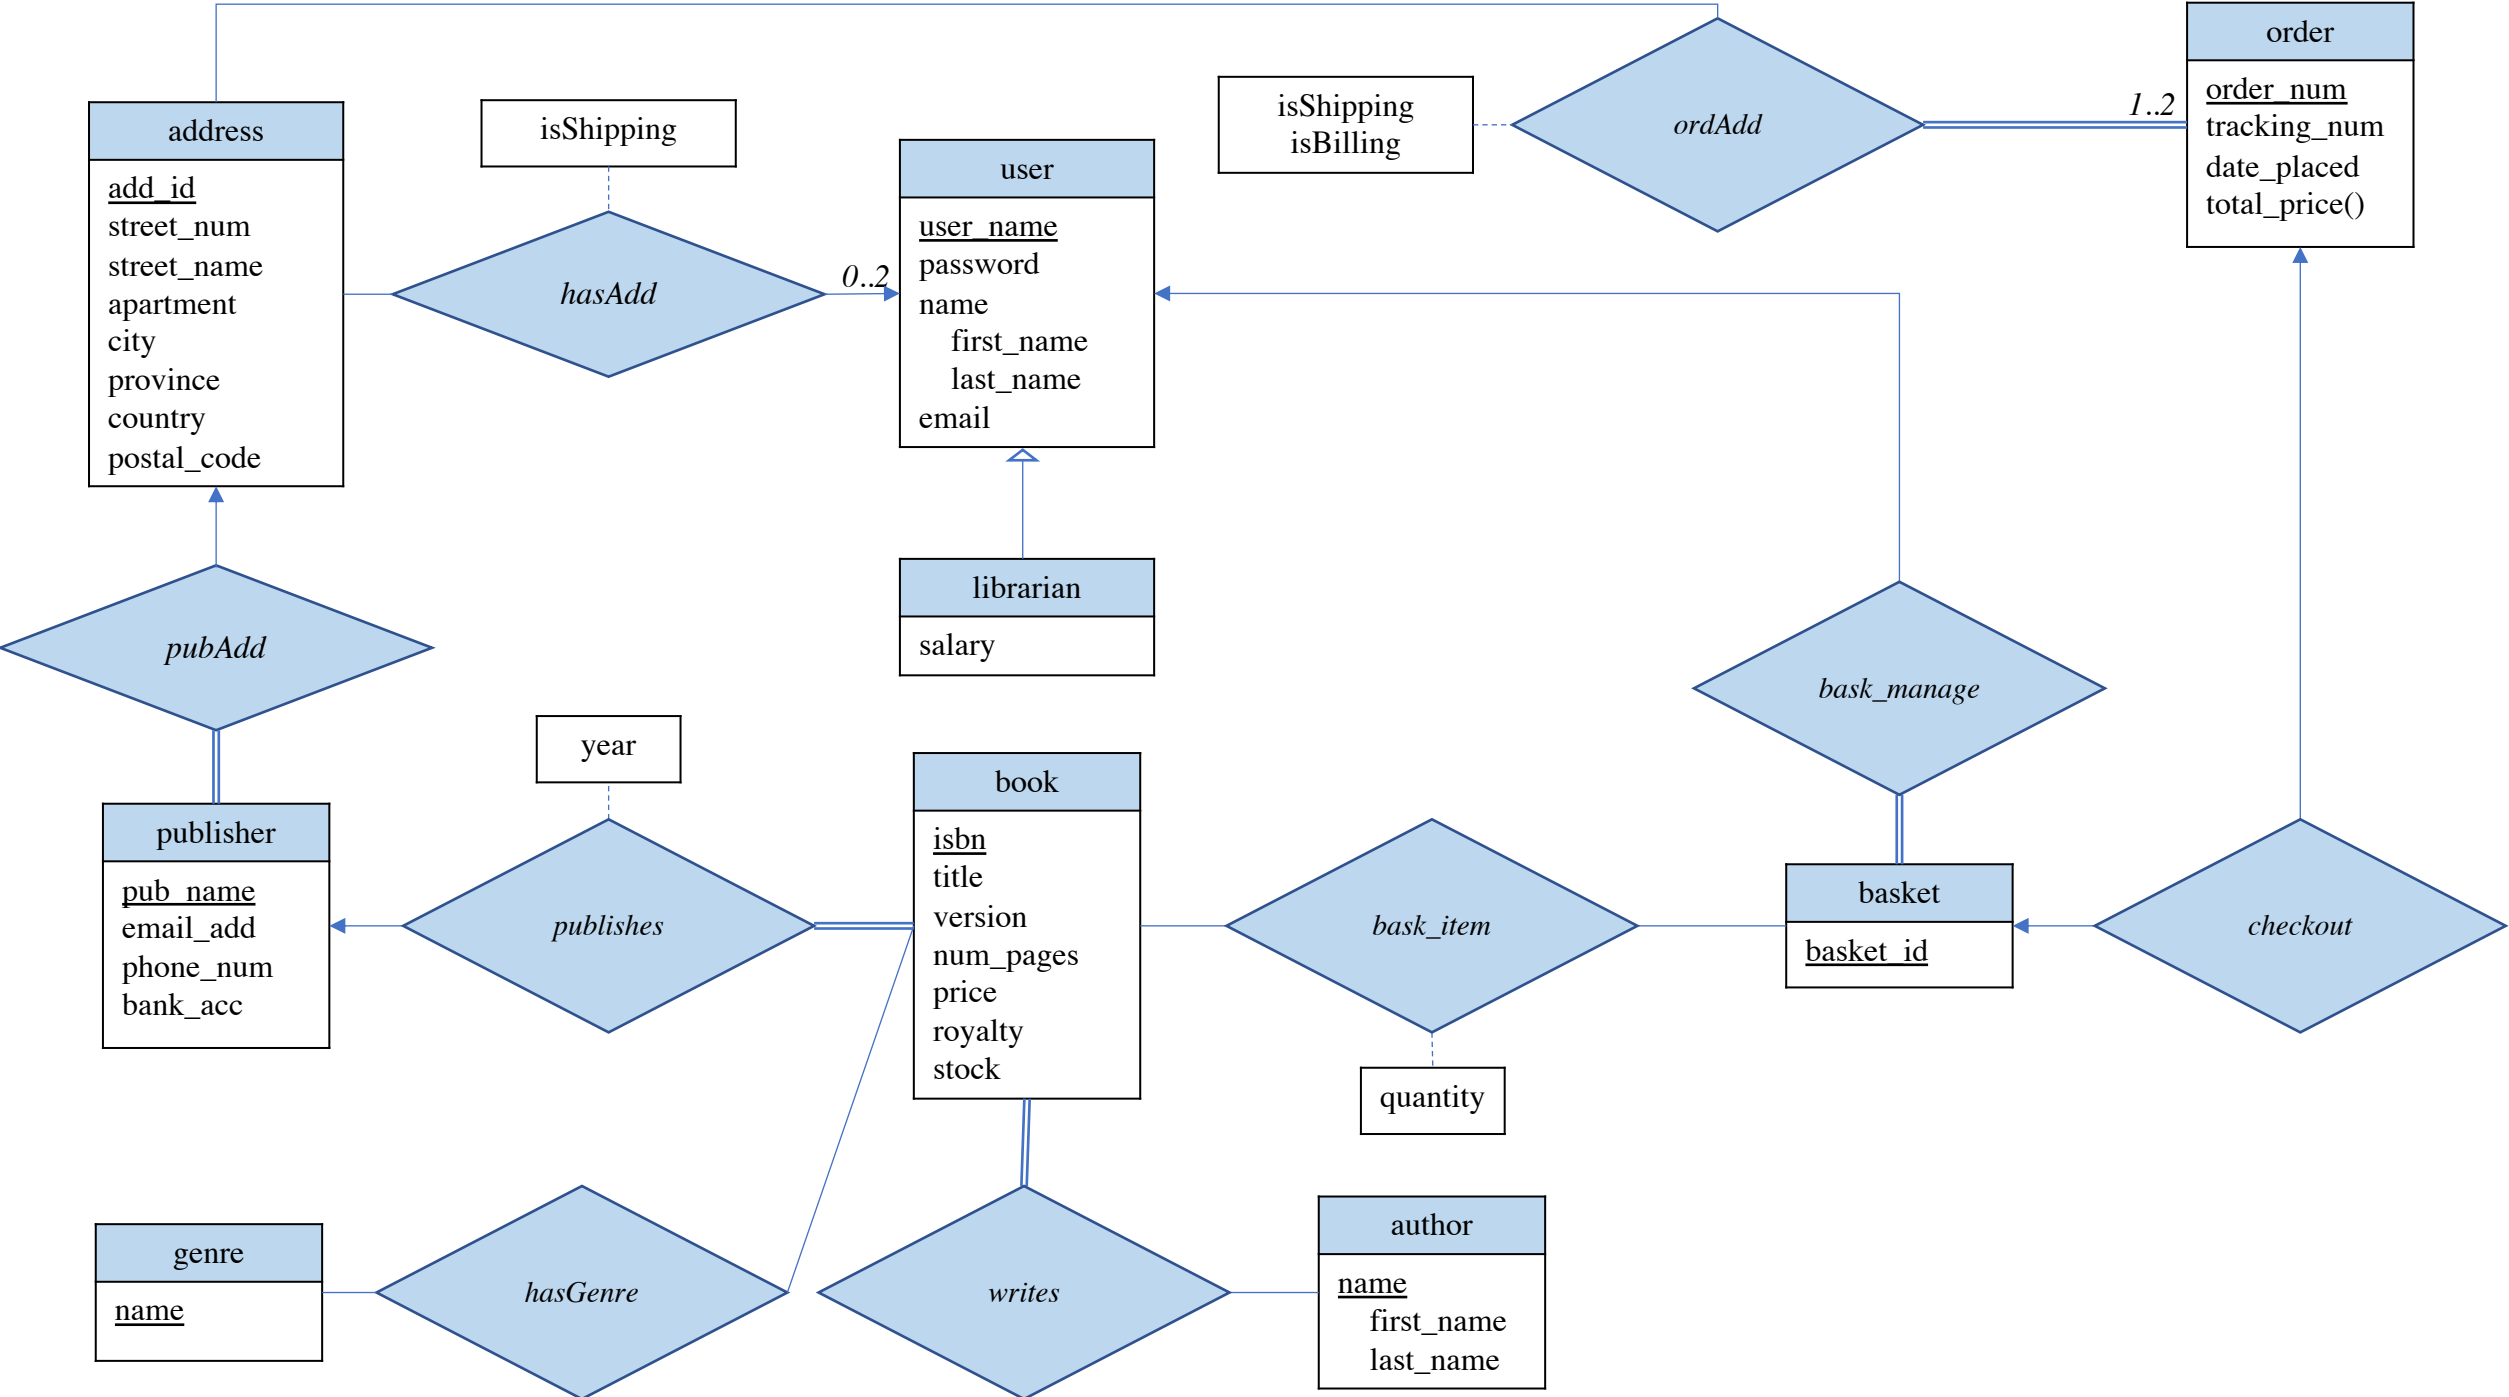 order
order_num
tracking_num
date_placed
total_price()
1..2
ordAdd
isShipping
isBilling
address
add_id
street_num
street_name
apartment
city
province
country
postal_code
isShipping
hasAdd
0..2
user
user_name
password
name
first_name
last_name
email
librarian
salary
pubAdd
bask_manage
publisher
pub_name
email_add
phone_num
bank_acc
year
publishes
book
isbn
title
version
num_pages
price
royalty
stock
bask_item
quantity
basket
basket_id
checkout
genre
name
hasGenre
writes
author
name
first_name
last_name